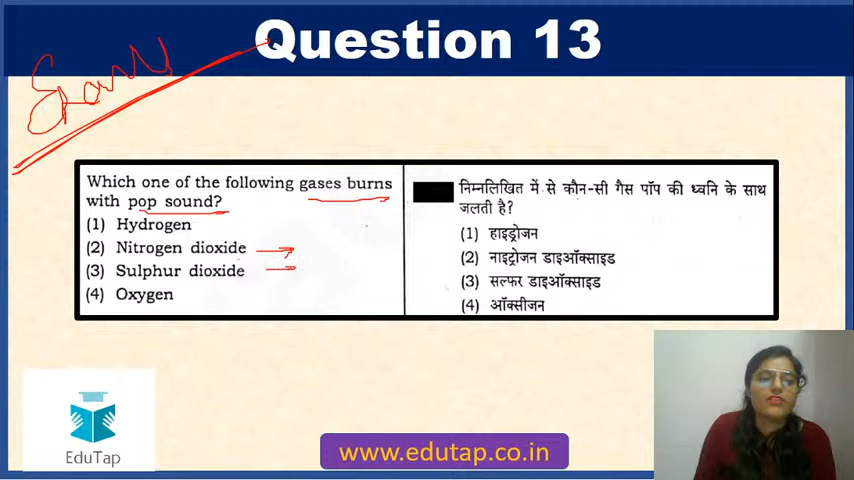 Question 13
Which one of the following gases burns
with pop sound?
(1) Hydrogen
(2) Nitrogen dioxide
(3) Sulphur dioxide
(4) Oxygen
निम्नलिखित में से कौन-सी गैस पॉप की ध्वनि के साथ
जलती है?
(1) हाइड्रोजन
(2) नाइट्रोजन डाइऑक्साइड
(3) सल्फर डाइऑक्साइड
(4) ऑक्सीजन
EduTap
www.edutap.co.in